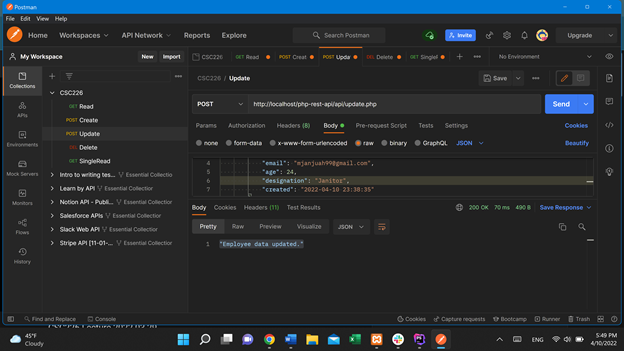 Postman
File Edit View Help
Home Workspaces API Network Reports Explore Search Postman Invite Upgrade
My Workspace New Import
CSC226 GET Read POST Creat POST Updat DEL Delete GET Singlel No Environment
Collections
APIs
Environments
Mock Servers
Monitors
Flows
History
CSC226
GET Read
POST Create
POST Update
DEL Delete
GET SingleRead
Intro to writing tes... Essential Collectio
Learn by API Essential Collection
Notion API - Publi... Essential Collectior
Salesforce APIs Essential Collection
Slack Web API Essential Collection
Stripe API [11-01-... Essential Collectior
CSC226 / Update Save
POST http://localhost/php-rest-api/api/update.php Send
Params Authorization Headers (8) Body Pre-request Script Tests Settings Cookies
none form-data x-www-form-urlencoded raw binary GraphQL JSON Beautify
4 "email": "mjanjuah99@gmail.com",
5 "age": 24,
6 "designation": "Janitor",
7 "created": "2022-04-10 23:38:35"
Body Cookies Headers (11) Test Results 200 OK 70 ms 490 B Save Response
Pretty Raw Preview Visualize JSON
1 "Employee data updated."
Find and Replace Console Cookies Capture requests Bootcamp Runner Trash
45°F
Cloudy
ENG
5:49 PM
4/10/2022